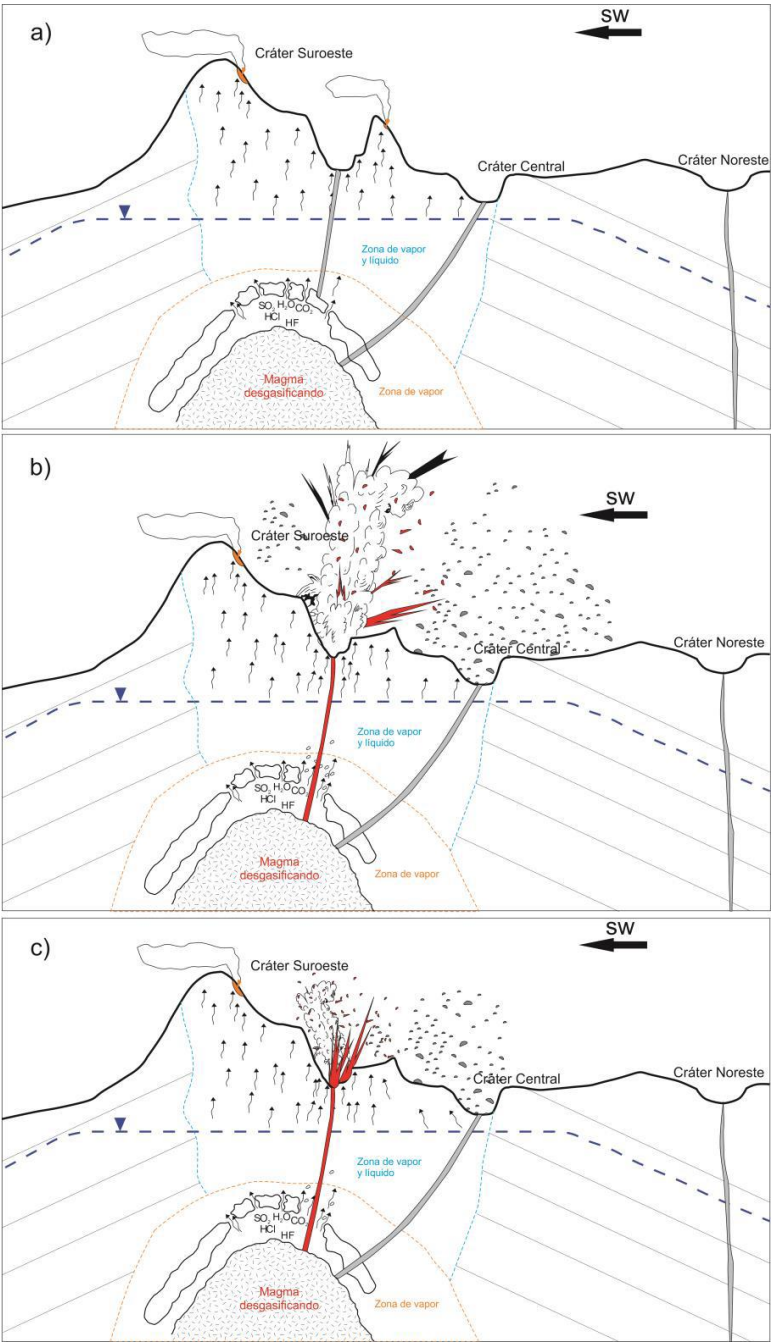 a)
SW
Cráter Suroeste
Cráter Central
Cráter Noreste
Zona de vapor
y líquido
SO₂ H₂O CO₂
HCl
HF
Magma
desgasificando
Zona de vapor
b)
SW
Cráter Suroeste
Cráter Central
Cráter Noreste
Zona de vapor
y líquido
SO₂ H₂O CO₂
HCl
HF
Magma
desgasificando
Zona de vapor
c)
SW
Cráter Suroeste
Cráter Central
Cráter Noreste
Zona de vapor
y líquido
SO₂ H₂O CO₂
HCl
HF
Magma
desgasificando
Zona de vapor